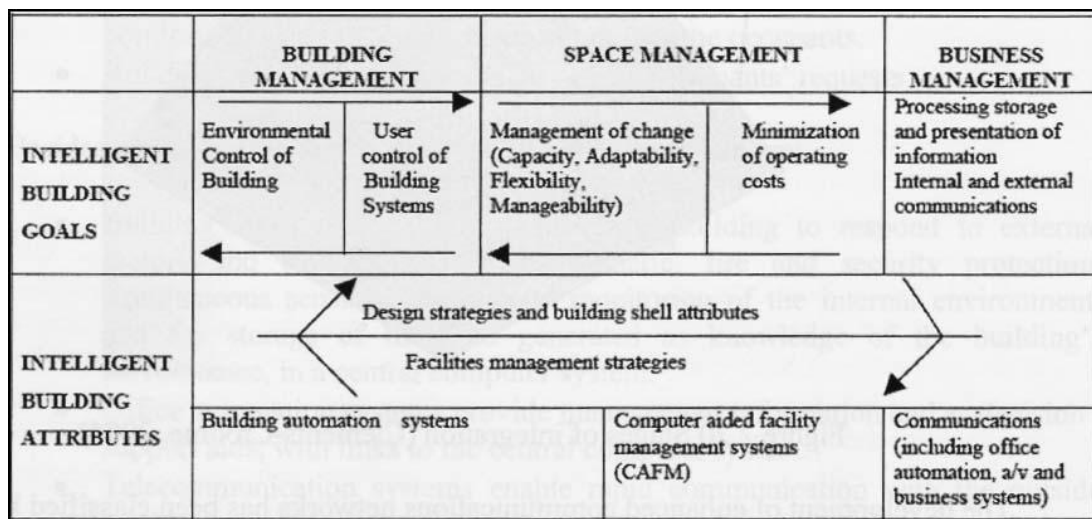 BUILDING
MANAGEMENT
SPACE MANAGEMENT
BUSINESS
MANAGEMENT
INTELLIGENT
BUILDING
GOALS
Environmental
Control of
Building
User
control of
Building
Systems
Management of change
(Capacity, Adaptability,
Flexibility,
Manageability)
Minimization
of operating
costs
Processing storage
and presentation of
information
Internal and external
communications
INTELLIGENT
BUILDING
ATTRIBUTES
Design strategies and building shell attributes
Facilities management strategies
Building automation systems
Computer aided facility
management systems
(CAFM)
Communications
(including office
automation, a/v and
business systems)